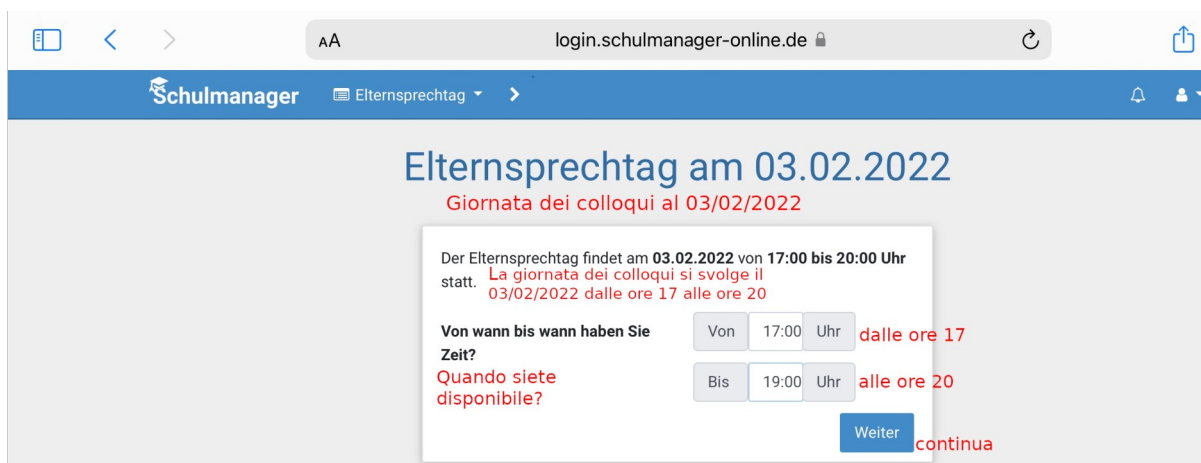 AA login.schulmanager-online.de
Schulmanager Elternsprechtag
Elternsprechtag am 03.02.2022
Giornata dei colloqui al 03/02/2022
Der Elternsprechtag findet am 03.02.2022 von 17:00 bis 20:00 Uhr
statt.
La giornata dei colloqui si svolge il
03/02/2022 dalle ore 17 alle ore 20
Von wann bis wann haben Sie
Zeit?
Quando siete
disponibile?
Von 17:00 Uhr dalle ore 17
Bis 19:00 Uhr alle ore 20
Weiter
continua